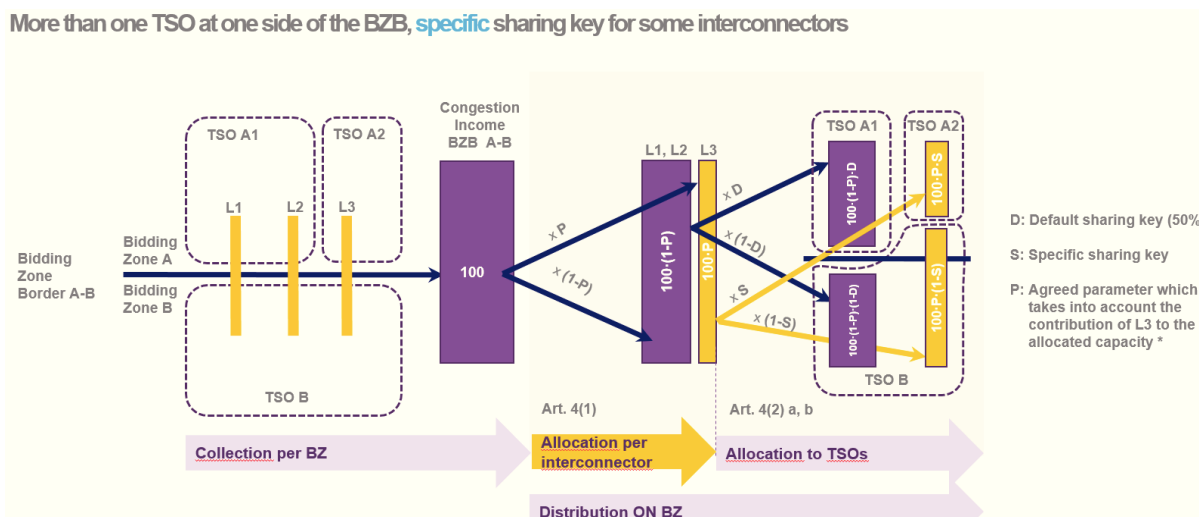 More than one TSO at one side of the BZB, specific sharing key for some interconnectors
Congestion
Income
BZB A-B
TSO A1
TSO A2
TSO A1
TSO A2
L1, L2
L3
L1
L2
L3
x D
100·(1-P)·D
100·P·S
Bidding
Zone A
Bidding
Zone
Border A-B
Bidding
Zone B
100
x P
x (1-P)
100·(1-P)
100·P
x (1-D)
x S
x (1-S)
100·(1-P)·(1-D)
100·P·(1-S)
D: Default sharing key (50%
S: Specific sharing key
P: Agreed parameter which
takes into account the
contribution of L3 to the
allocated capacity *
TSO B
TSO B
Art. 4(1)
Art. 4(2) a, b
Collection per BZ
Allocation per
interconnector
Allocation to TSOs
Distribution ON BZ